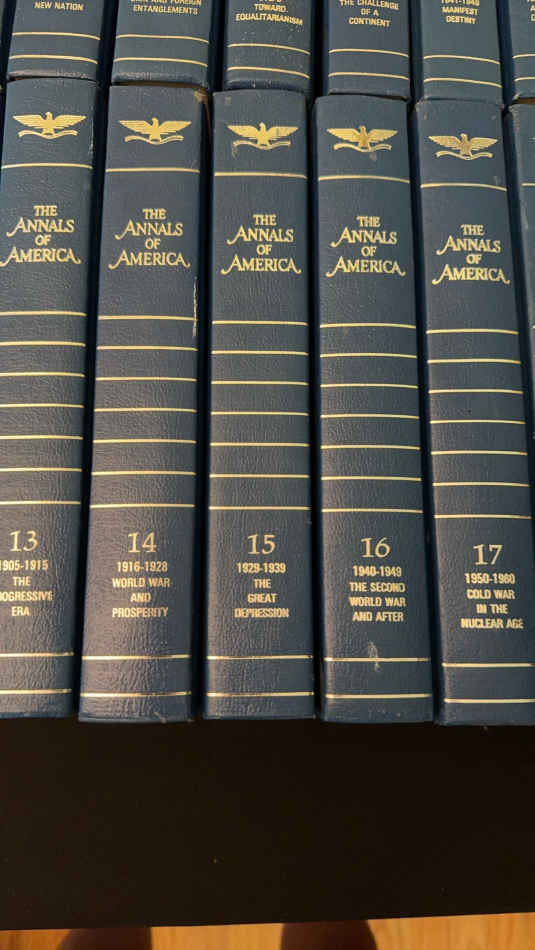 NEW NATION
AND FOREIGN
ENTANGLEMENTS
TOWARD
EQUALITARIANISM
THE CHALLENGE
OF A
CONTINENT
MANIFEST
DESTINY
THE
ANNALS
OF
AMERICA
13
1905-1915
THE
PROGRESSIVE
ERA
THE
ANNALS
OF
AMERICA
14
1916-1928
WORLD WAR
AND
PROSPERITY
THE
ANNALS
OF
AMERICA
15
1929-1939
THE
GREAT
DEPRESSION
THE
ANNALS
OF
AMERICA
16
1940-1949
THE SECOND
WORLD WAR
AND AFTER
THE
ANNALS
OF
AMERICA
17
1950-1960
COLD WAR
IN THE
NUCLEAR AGE